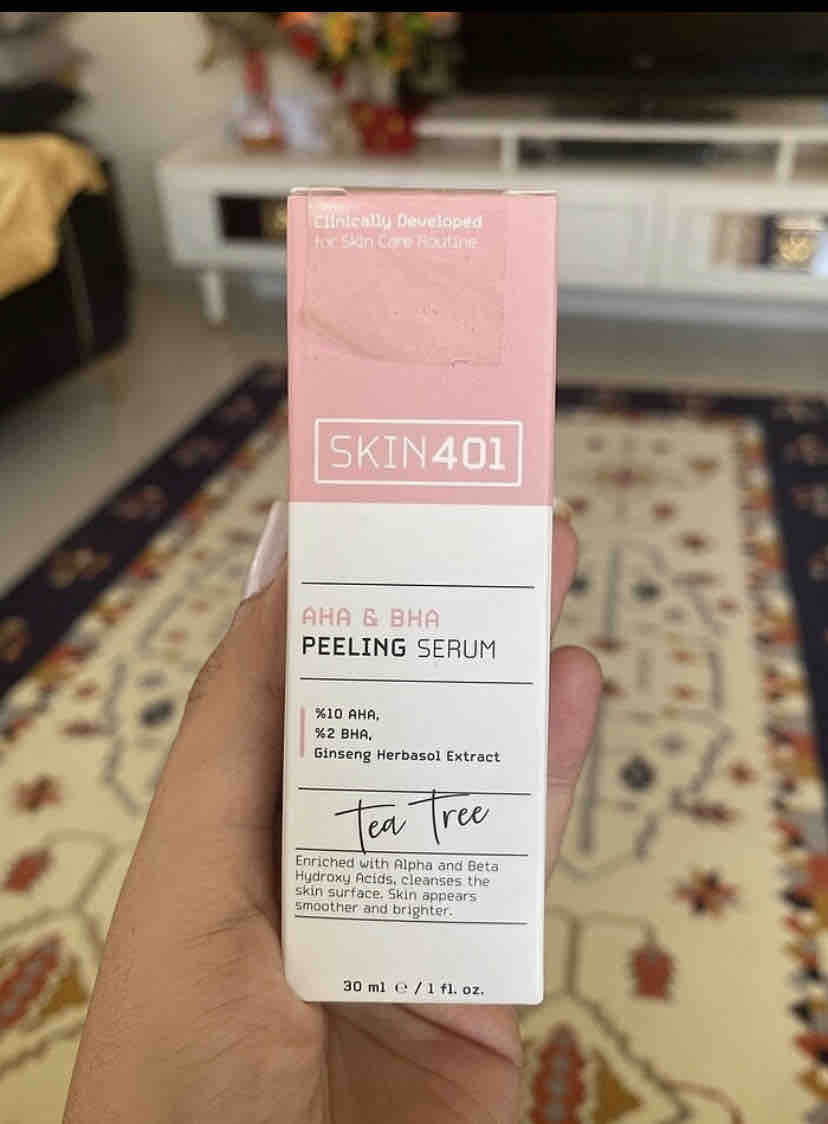 Clinically Developed
for Skin Care Routine
SKIN401
AHA & BHA
PEELING SERUM
%10 AHA,
%2 BHA,
Ginseng Herbasol Extract
Tea Tree
Enriched with Alpha and Beta
Hydroxy Acids, cleanses the
skin surface. Skin appears
smoother and brighter.
30 ml ℮ / 1 fl. oz.